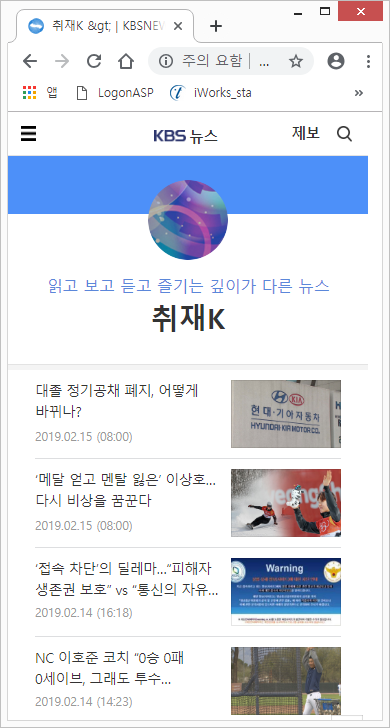 취재K &gt; | KBSNEW
주의 요함 | ...
앱 LogonASP iWorks_sta »
KBS 뉴스 제보
읽고 보고 듣고 즐기는 깊이가 다른 뉴스
취재K
대졸 정기공채 폐지, 어떻게
바뀌나?
2019.02.15 (08:00)
현대·기아자동차
HYUNDAI·KIA MOTOR CO.
‘메달 얻고 멘탈 잃은’ 이상호...
다시 비상을 꿈꾼다
2019.02.15 (08:00)
‘접속 차단’의 딜레마...“피해자
생존권 보호” vs “통신의 자유...
2019.02.14 (16:18)
Warning
NC 이호준 코치 “0승 0패
0세이브, 그래도 투수...
2019.02.14 (14:23)